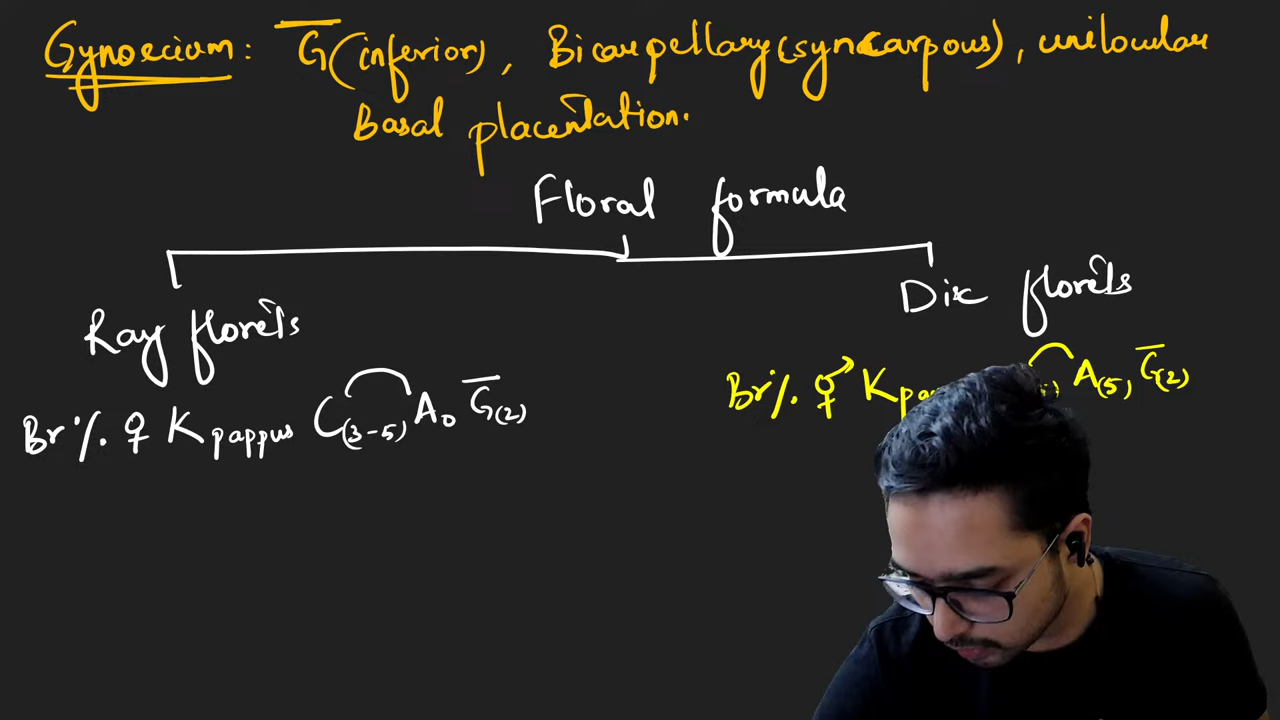 Gynoecium: G̅(inferior), Bicarpellary(syncarpous), unilocular
Basal placentation.
Floral formula
Ray florets
Disc florets
Br % ♀ K pappus C(3-5) A0 G̅(2)
Br % ⚥ K A(5) G̅(2)